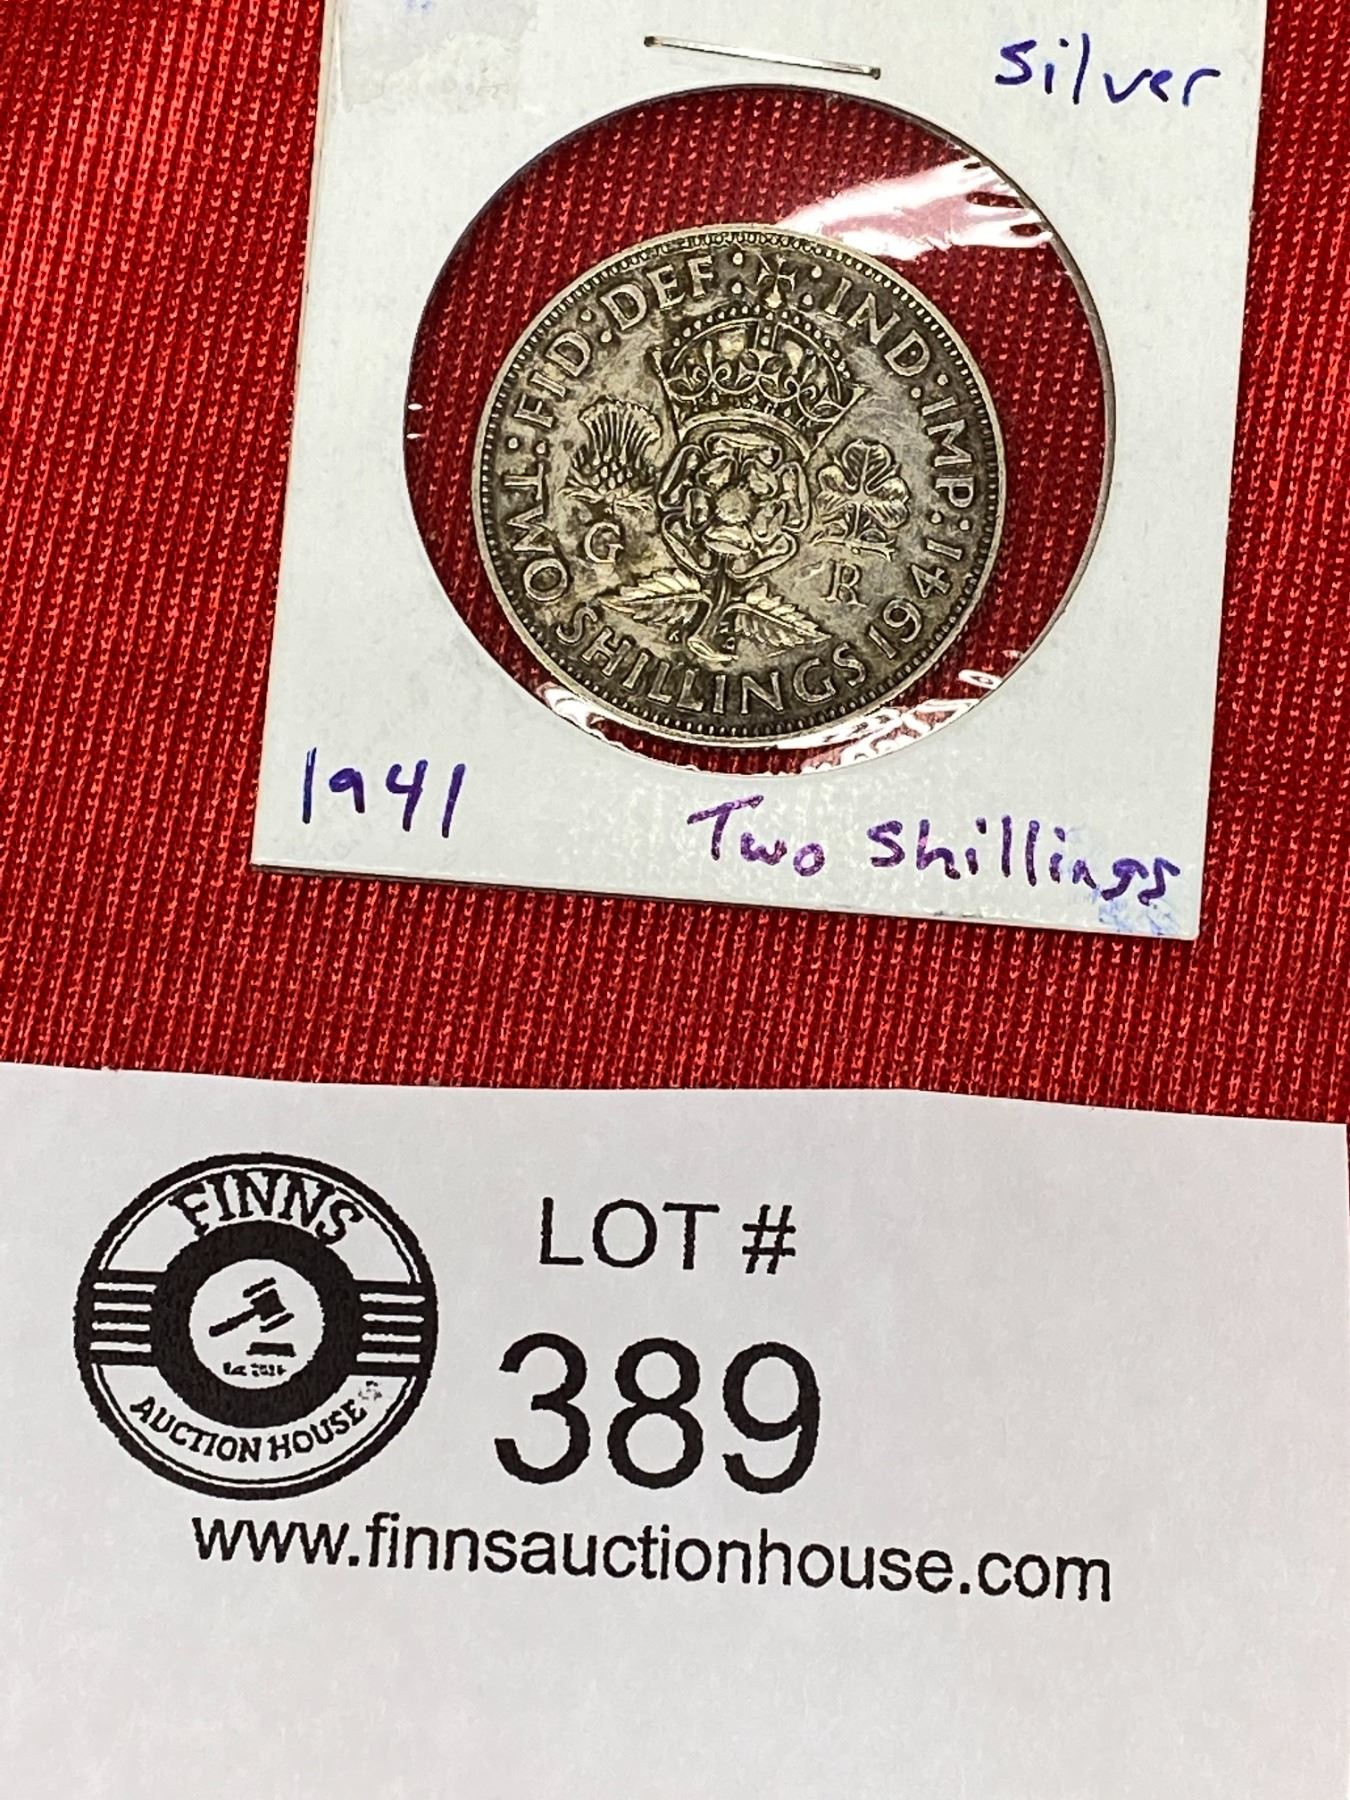 silver
FID:DEF IND:IMP:1941
TWO SHILLINGS
G R
K G
1941
Two Shillings
FINNS
AUCTION HOUSE
LOT #
389
www.finnsauctionhouse.com